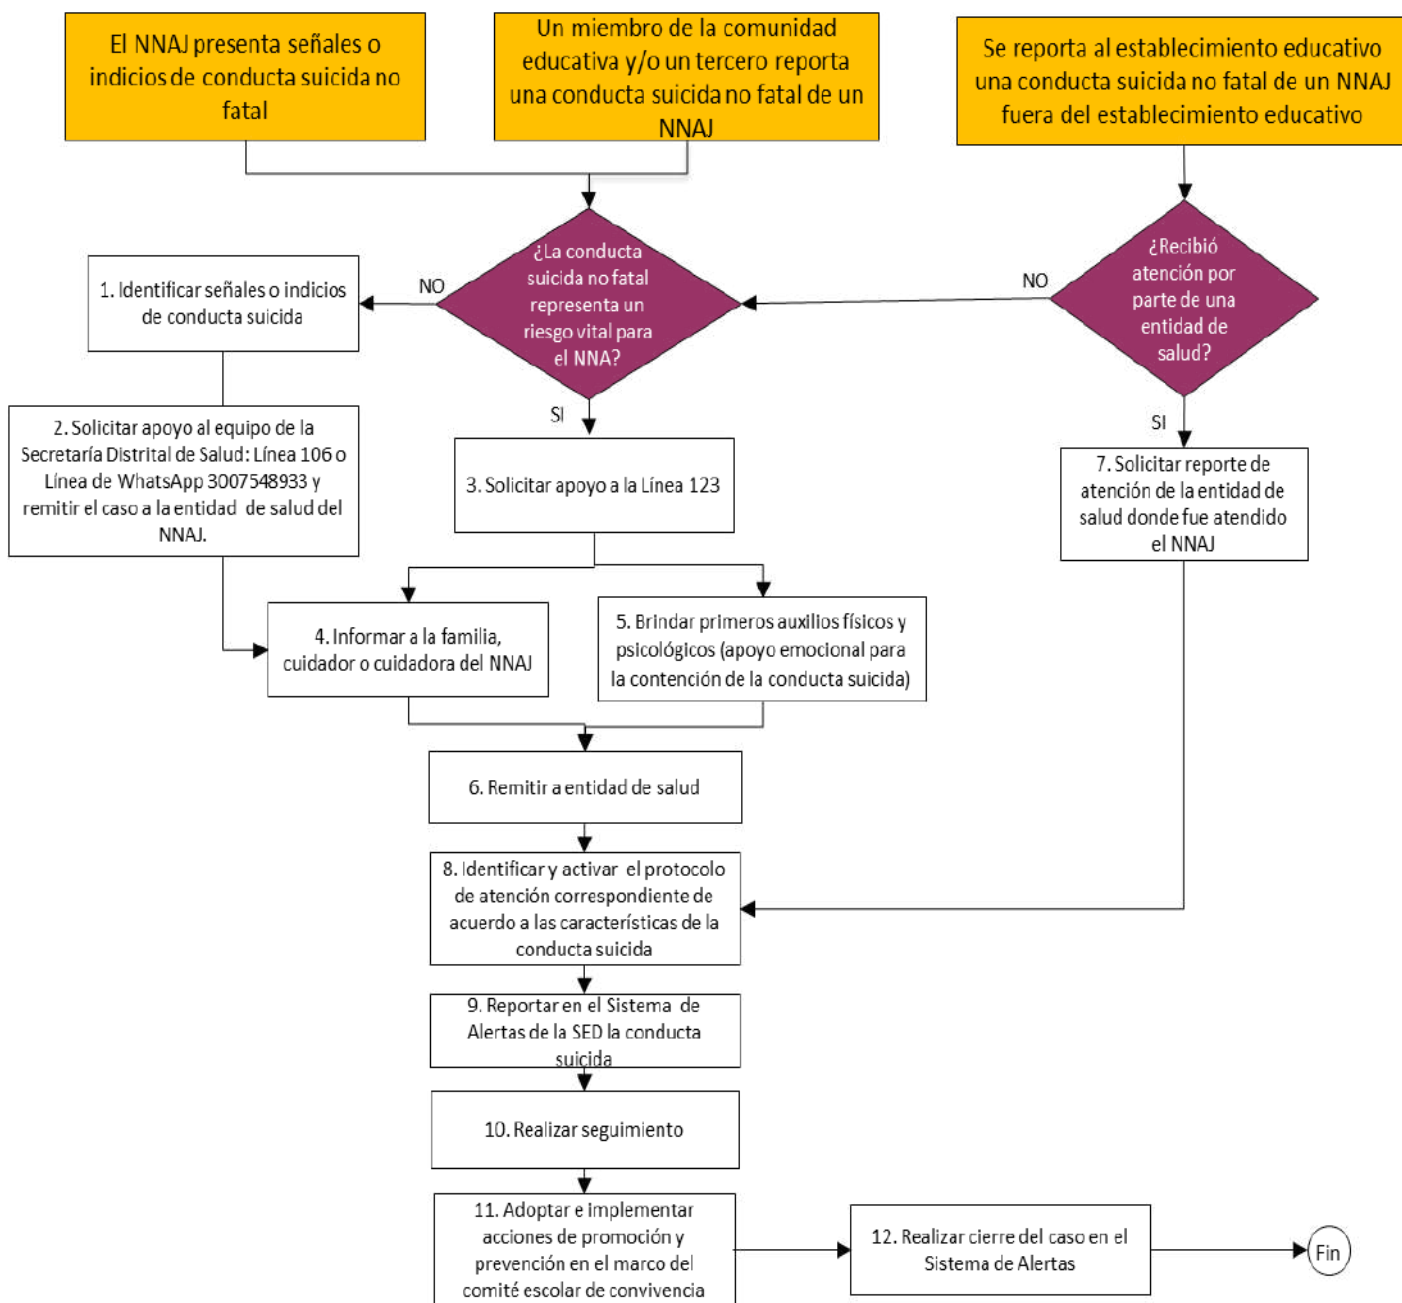 El NNAJ presenta señales o
indicios de conducta suicida no
fatal
Un miembro de la comunidad
educativa y/o un tercero reporta
una conducta suicida no fatal de un
NNAJ
Se reporta al establecimiento educativo
una conducta suicida no fatal de un NNAJ
fuera del establecimiento educativo
¿La conducta
suicida no fatal
representa un
riesgo vital para
el NNA?
¿Recibió
atención por
parte de una
entidad de
salud?
NO
NO
1. Identificar señales o indicios
de conducta suicida
SI
SI
2. Solicitar apoyo al equipo de la
Secretaría Distrital de Salud: Línea 106 o
Línea de WhatsApp 3007548933 y
remitir el caso a la entidad de salud del
NNAJ.
3. Solicitar apoyo a la Línea 123
7. Solicitar reporte de
atención de la entidad de
salud donde fue atendido
el NNAJ
4. Informar a la familia,
cuidador o cuidadora del NNAJ
5. Brindar primeros auxilios físicos y
psicológicos (apoyo emocional para
la contención de la conducta suicida)
6. Remitir a entidad de salud
8. Identificar y activar el protocolo
de atención correspondiente de
acuerdo a las características de la
conducta suicida
9. Reportar en el Sistema de
Alertas de la SED la conducta
suicida
10. Realizar seguimiento
11. Adoptar e implementar
acciones de promoción y
prevención en el marco del
comité escolar de convivencia
12. Realizar cierre del caso en el
Sistema de Alertas
Fin